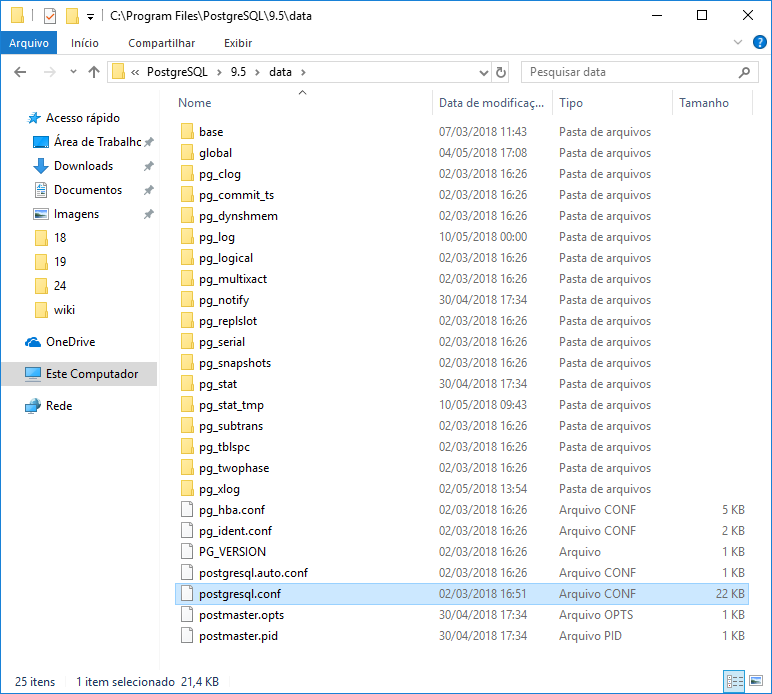 C:\Program Files\PostgreSQL\9.5\data
Arquivo Início Compartilhar Exibir ?
« PostgreSQL > 9.5 > data > Pesquisar data
Nome Data de modificaç... Tipo Tamanho
Acesso rápido
Área de Trabalhc
Downloads
Documentos
Imagens
18
19
24
wiki
OneDrive
Este Computador
Rede
base 07/03/2018 11:43 Pasta de arquivos
global 04/05/2018 17:08 Pasta de arquivos
pg_clog 02/03/2018 16:26 Pasta de arquivos
pg_commit_ts 02/03/2018 16:26 Pasta de arquivos
pg_dynshmem 02/03/2018 16:26 Pasta de arquivos
pg_log 10/05/2018 00:00 Pasta de arquivos
pg_logical 02/03/2018 16:26 Pasta de arquivos
pg_multixact 02/03/2018 16:26 Pasta de arquivos
pg_notify 30/04/2018 17:34 Pasta de arquivos
pg_replslot 02/03/2018 16:26 Pasta de arquivos
pg_serial 02/03/2018 16:26 Pasta de arquivos
pg_snapshots 02/03/2018 16:26 Pasta de arquivos
pg_stat 30/04/2018 17:34 Pasta de arquivos
pg_stat_tmp 10/05/2018 09:43 Pasta de arquivos
pg_subtrans 02/03/2018 16:26 Pasta de arquivos
pg_tblspc 02/03/2018 16:26 Pasta de arquivos
pg_twophase 02/03/2018 16:26 Pasta de arquivos
pg_xlog 02/05/2018 13:54 Pasta de arquivos
pg_hba.conf 02/03/2018 16:26 Arquivo CONF 5 KB
pg_ident.conf 02/03/2018 16:26 Arquivo CONF 2 KB
PG_VERSION 02/03/2018 16:26 Arquivo 1 KB
postgresql.auto.conf 02/03/2018 16:26 Arquivo CONF 1 KB
postgresql.conf 02/03/2018 16:51 Arquivo CONF 22 KB
postmaster.opts 30/04/2018 17:34 Arquivo OPTS 1 KB
postmaster.pid 30/04/2018 17:34 Arquivo PID 1 KB
25 itens 1 item selecionado 21,4 KB